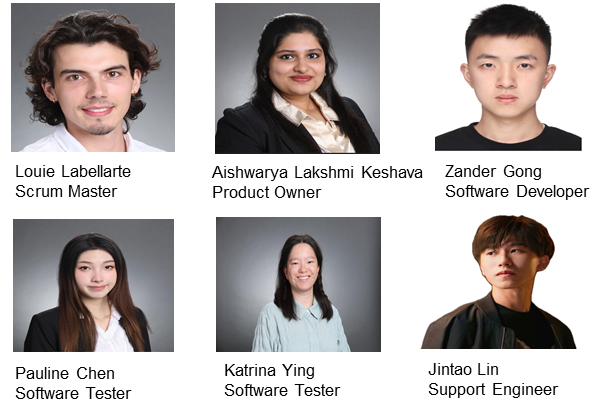 Louie Labellarte
Scrum Master
Aishwarya Lakshmi Keshava
Product Owner
Zander Gong
Software Developer
Pauline Chen
Software Tester
Katrina Ying
Software Tester
Jintao Lin
Support Engineer